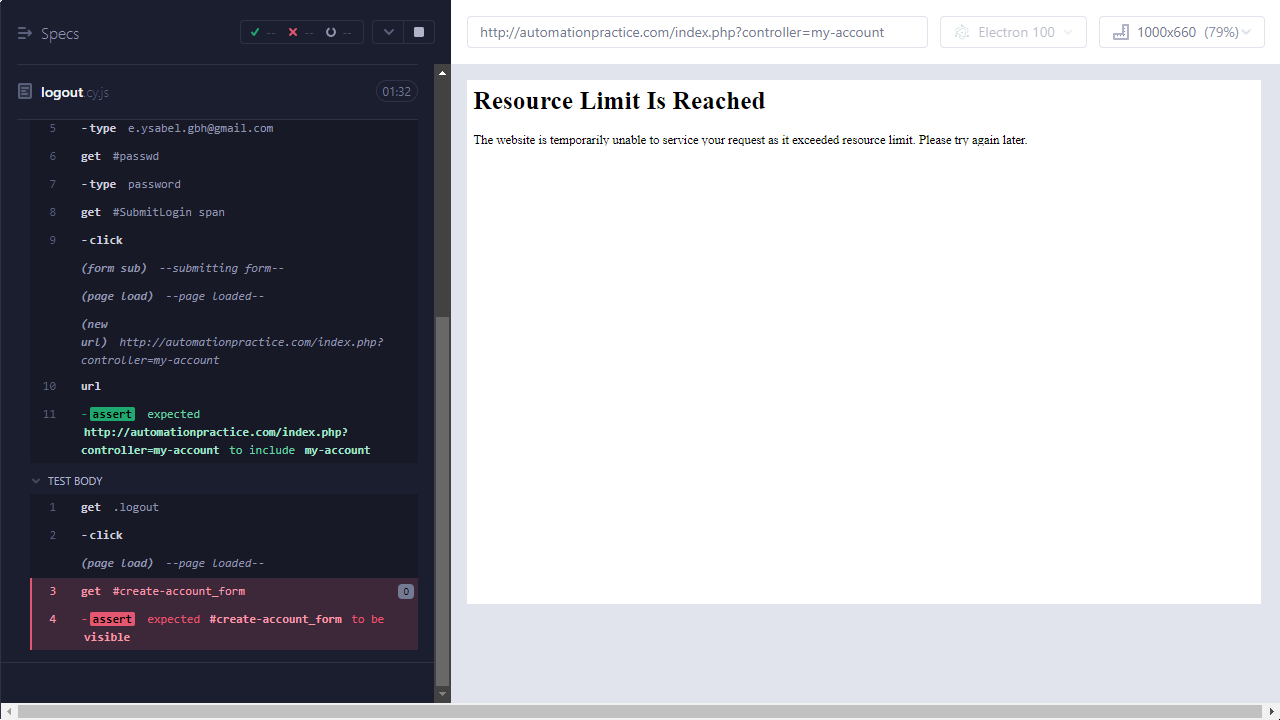 Specs
--
--
--
logout.cy.js
01:32
5 -type e.ysabel.gbh@gmail.com
6 get #passwd
7 -type password
8 get #SubmitLogin span
9 -click
(form sub) --submitting form--
(page load) --page loaded--
(new
url) http://automationpractice.com/index.php?
controller=my-account
10 url
11 -assert expected
http://automationpractice.com/index.php?
controller=my-account to include my-account
TEST BODY
1 get .logout
2 -click
(page load) --page loaded--
3 get #create-account_form 0
4 -assert expected #create-account_form to be
visible
http://automationpractice.com/index.php?controller=my-account
Electron 100
1000x660 (79%)
Resource Limit Is Reached
The website is temporarily unable to service your request as it exceeded resource limit. Please try again later.